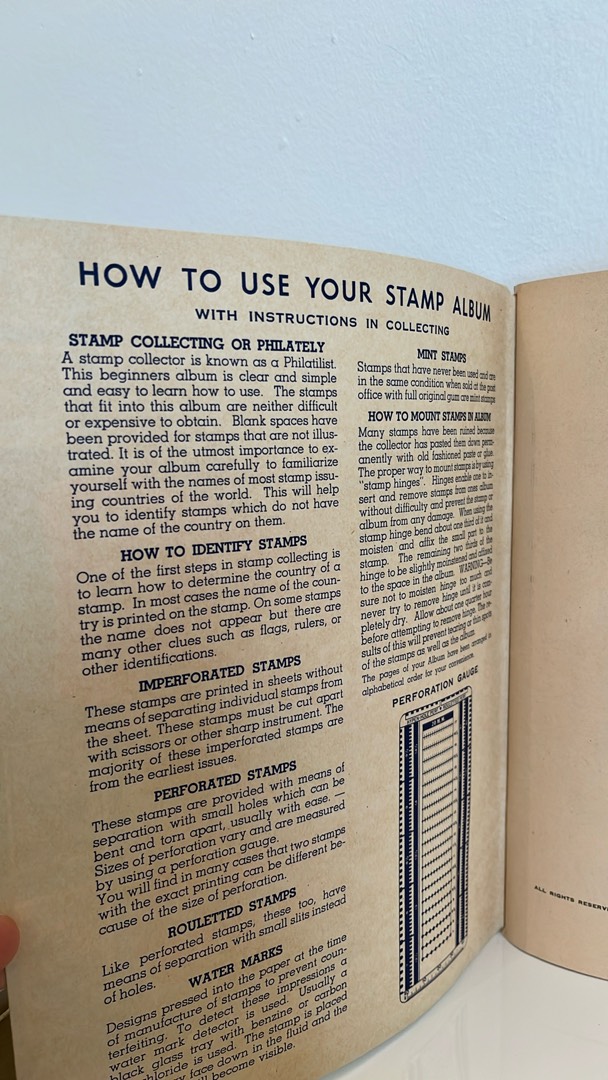 HOW TO USE YOUR STAMP ALBUM
WITH INSTRUCTIONS IN COLLECTING
STAMP COLLECTING OR PHILATELY
A stamp collector is known as a Philatilist.
This beginners album is clear and simple
and easy to learn how to use. The stamps
that fit into this album are neither difficult
or expensive to obtain. Blank spaces have
been provided for stamps that are not illus-
trated. It is of the utmost importance to ex-
amine your album carefully to familiarize
yourself with the names of most stamp issu-
ing countries of the world. This will help
you to identify stamps which do not have
the name of the country on them.
HOW TO IDENTIFY STAMPS
One of the first steps in stamp collecting is
to learn how to determine the country of a
stamp. In most cases the name of the coun-
try is printed on the stamp. On some stamps
the name does not appear but there are
many other clues such as flags, rulers, or
other identifications.
IMPERFORATED STAMPS
These stamps are printed in sheets without
means of separating individual stamps from
the sheet. These stamps must be cut apart
with scissors or other sharp instrument. The
majority of these imperforated stamps are
from the earliest issues.
PERFORATED STAMPS
These stamps are provided with means of
separation with small holes which can be
bent and torn apart, usually with ease. —
Sizes of perforation vary and are measured
by using a perforation gauge.
You will find in many cases that two stamps
with the exact printing can be different be-
cause of the size of perforation.
ROULETTED STAMPS
Like perforated stamps, these too, have
means of separation with small slits instead
of holes.
WATER MARKS
Designs pressed into the paper at the time
of manufacture of stamps to prevent coun-
terfeiting. To detect these impressions a
water mark detector is used. Usually a
black glass tray with benzine or carbon
chloride is used. The stamp is placed
face down in the fluid and the
become visible.
MINT STAMPS
Stamps that have never been used and are
in the same condition when sold at the post
office with full original gum are mint stamps
HOW TO MOUNT STAMPS IN ALBUM
Many stamps have been ruined because
the collector has pasted them down perm-
anently with old fashioned paste or glue.
The proper way to mount stamps is by using
"stamp hinges". Hinges enable one to in-
sert and remove stamps from ones album
without difficulty and prevent the stamp or
album from any damage. When using the
stamp hinge bend about one third of it and
moisten and affix the small part to the
stamp. The remaining two thirds of the
hinge to be slightly moistened and affixed
to the space in the album. WARNING—Be
sure not to moisten hinge too much and
never try to remove hinge until it is com-
pletely dry. Allow about one quarter hour
before attempting to remove hinge. The re-
sults of this will prevent tearing or thin spots
of the stamps as well as the album.
The pages of your Album have been arranged in
alphabetical order for your convenience.
PERFORATION GAUGE
ALL RIGHTS RESERVE